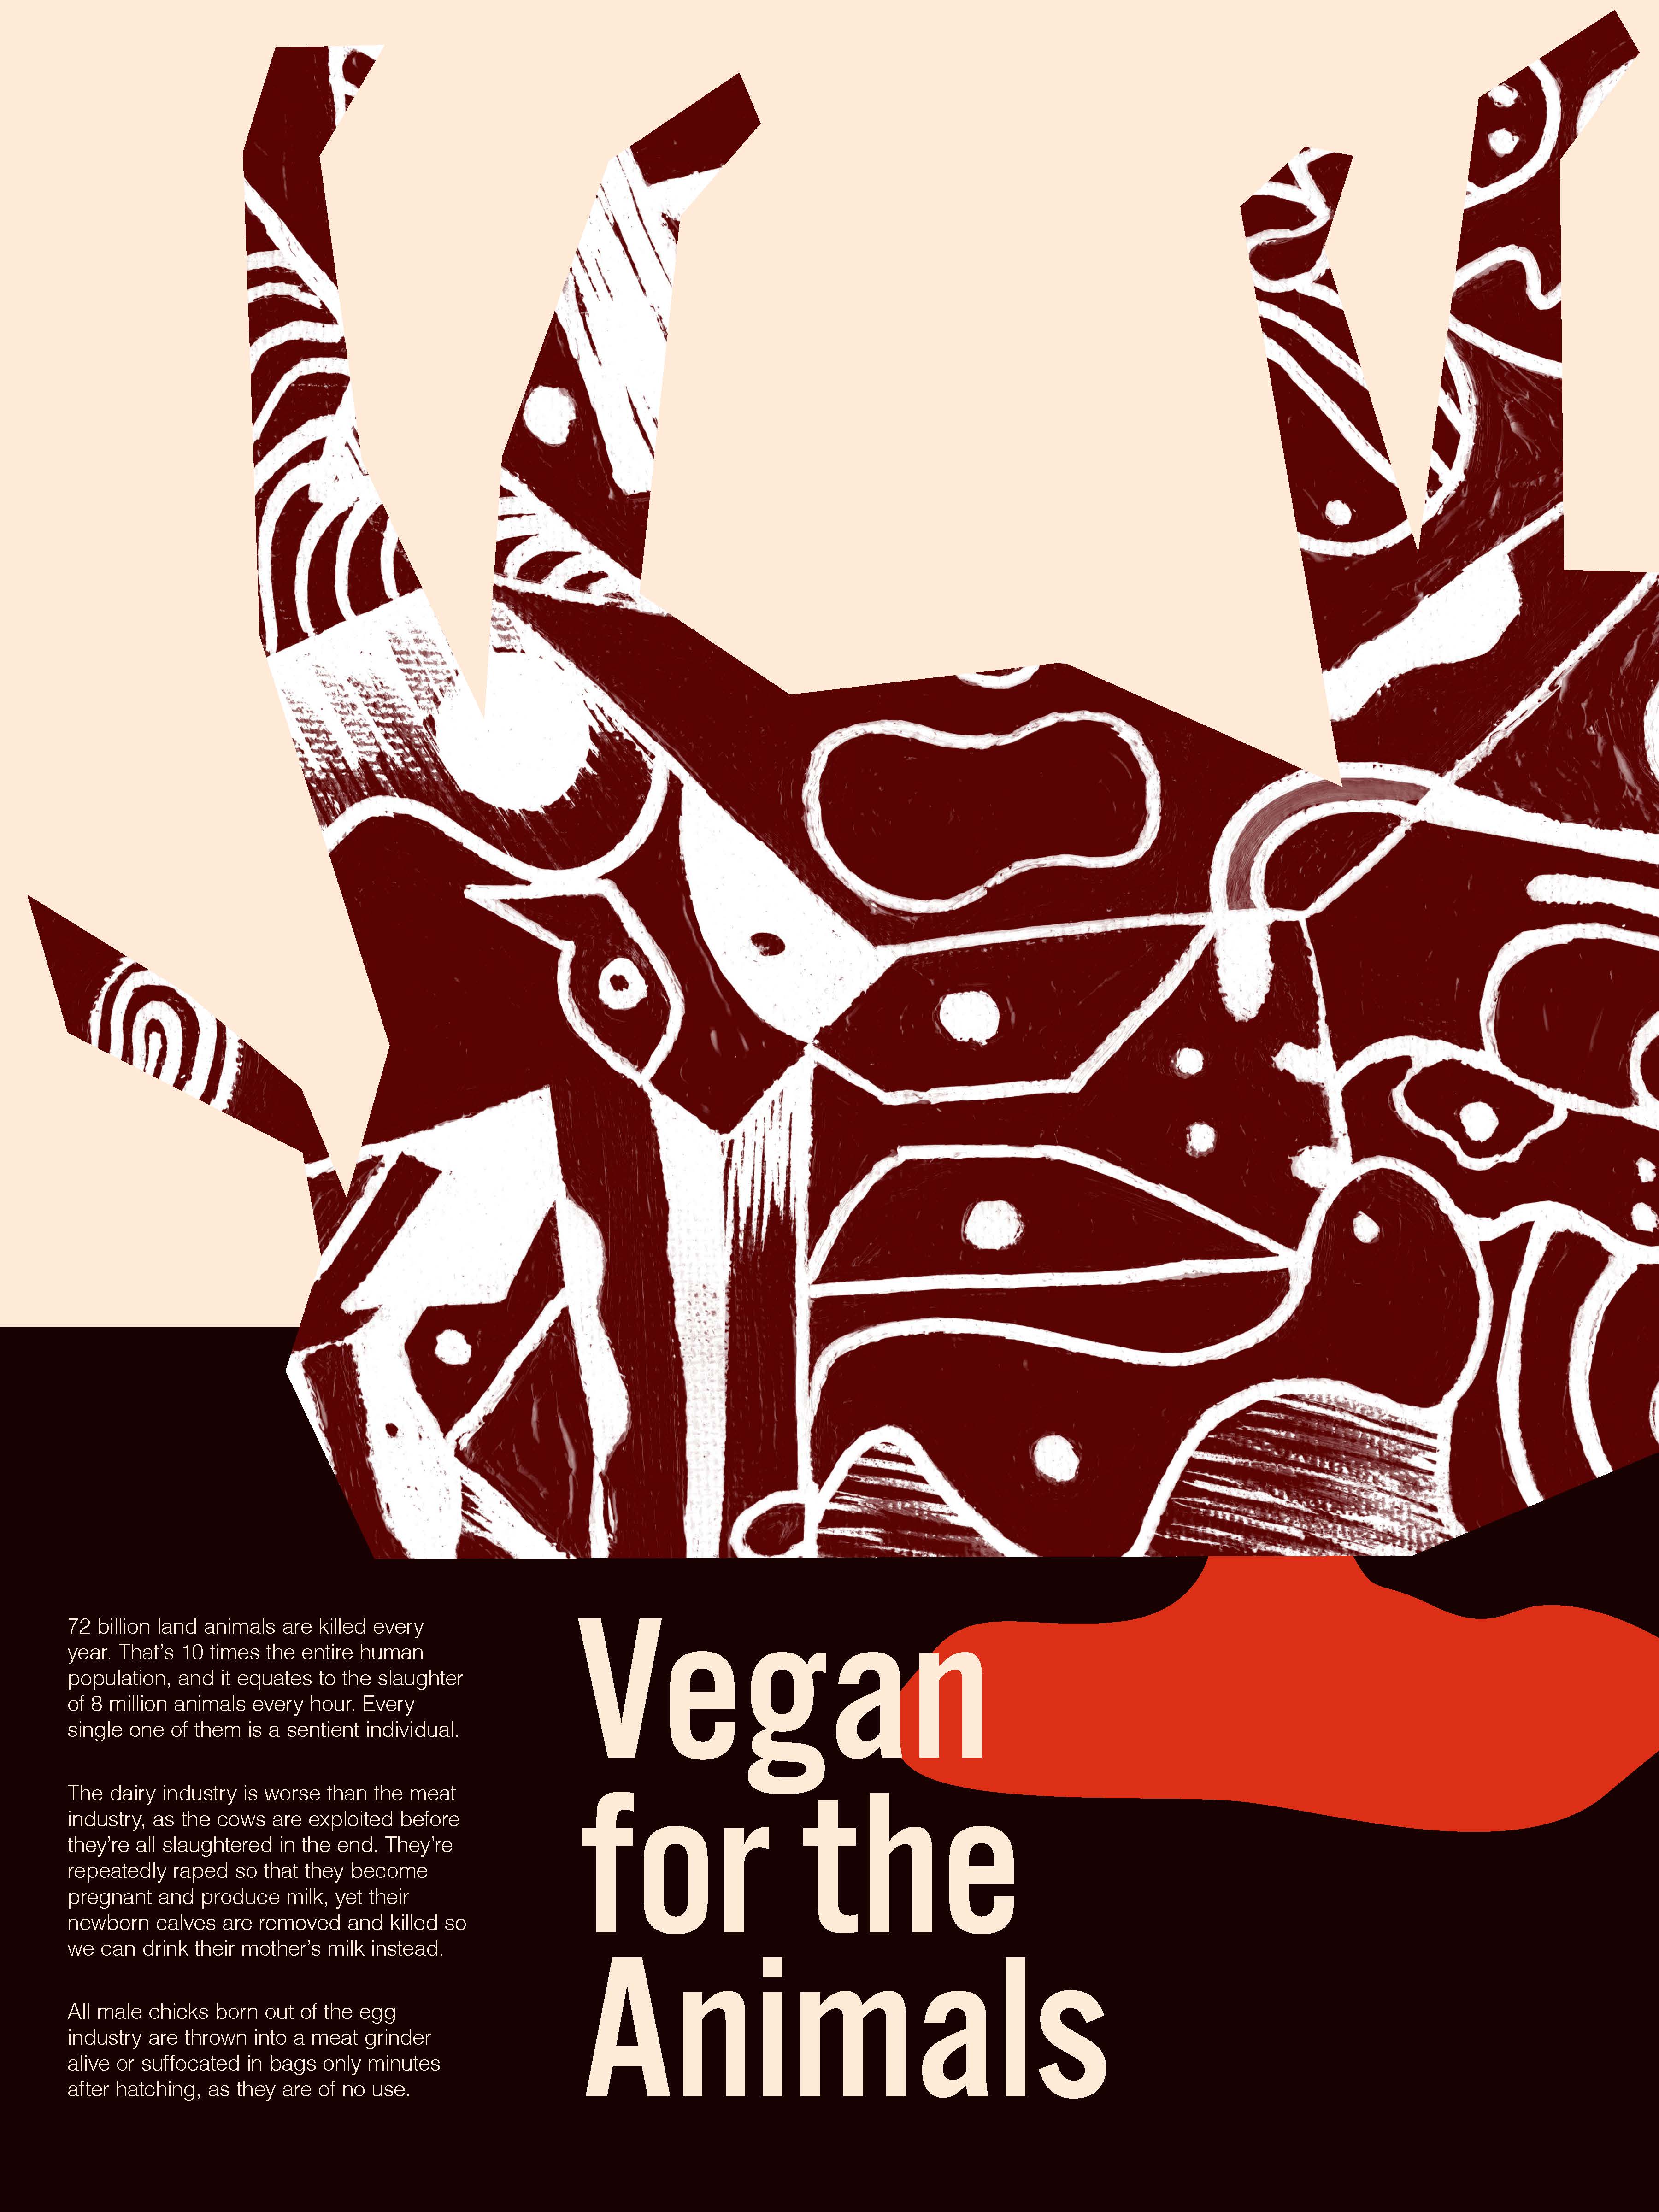 72 billion land animals are killed every
year. That’s 10 times the entire human
population, and it equates to the slaughter
of 8 million animals every hour. Every
single one of them is a sentient individual.
The dairy industry is worse than the meat
industry, as the cows are exploited before
they’re all slaughtered in the end. They’re
repeatedly raped so that they become
pregnant and produce milk, yet their
newborn calves are removed and killed so
we can drink their mother’s milk instead.
All male chicks born out of the egg
industry are thrown into a meat grinder
alive or suffocated in bags only minutes
after hatching, as they are of no use.
Vegan
for the
Animals